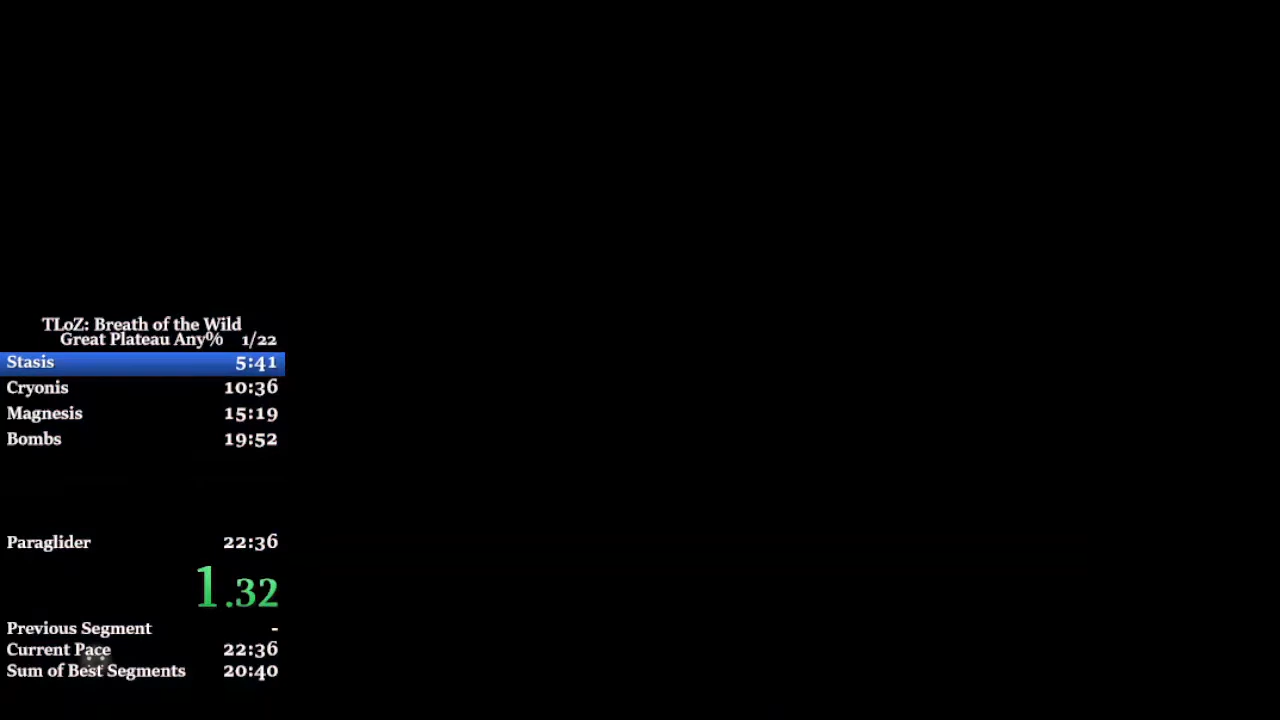 TLoZ: Breath of the Wild
Great Plateau Any% 1/22
Stasis 5:41
Cryonis 10:36
Magnesis 15:19
Bombs 19:52
Paraglider 22:36
1.32
Previous Segment -
Current Pace 22:36
Sum of Best Segments 20:40